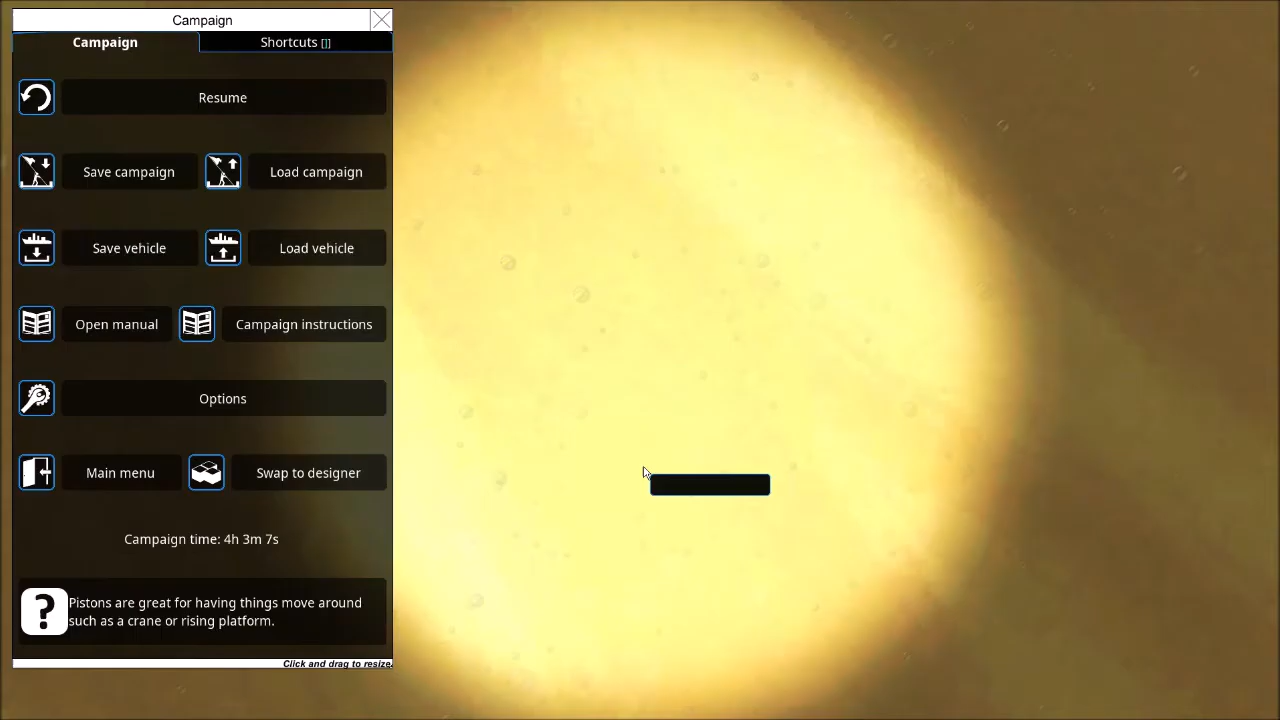 Campaign
Campaign
Shortcuts []]
Resume
Save campaign
Load campaign
Save vehicle
Load vehicle
Open manual
Campaign instructions
Options
Main menu
Swap to designer
Campaign time: 4h 3m 7s
?
Pistons are great for having things move around
such as a crane or rising platform.
Click and drag to resize